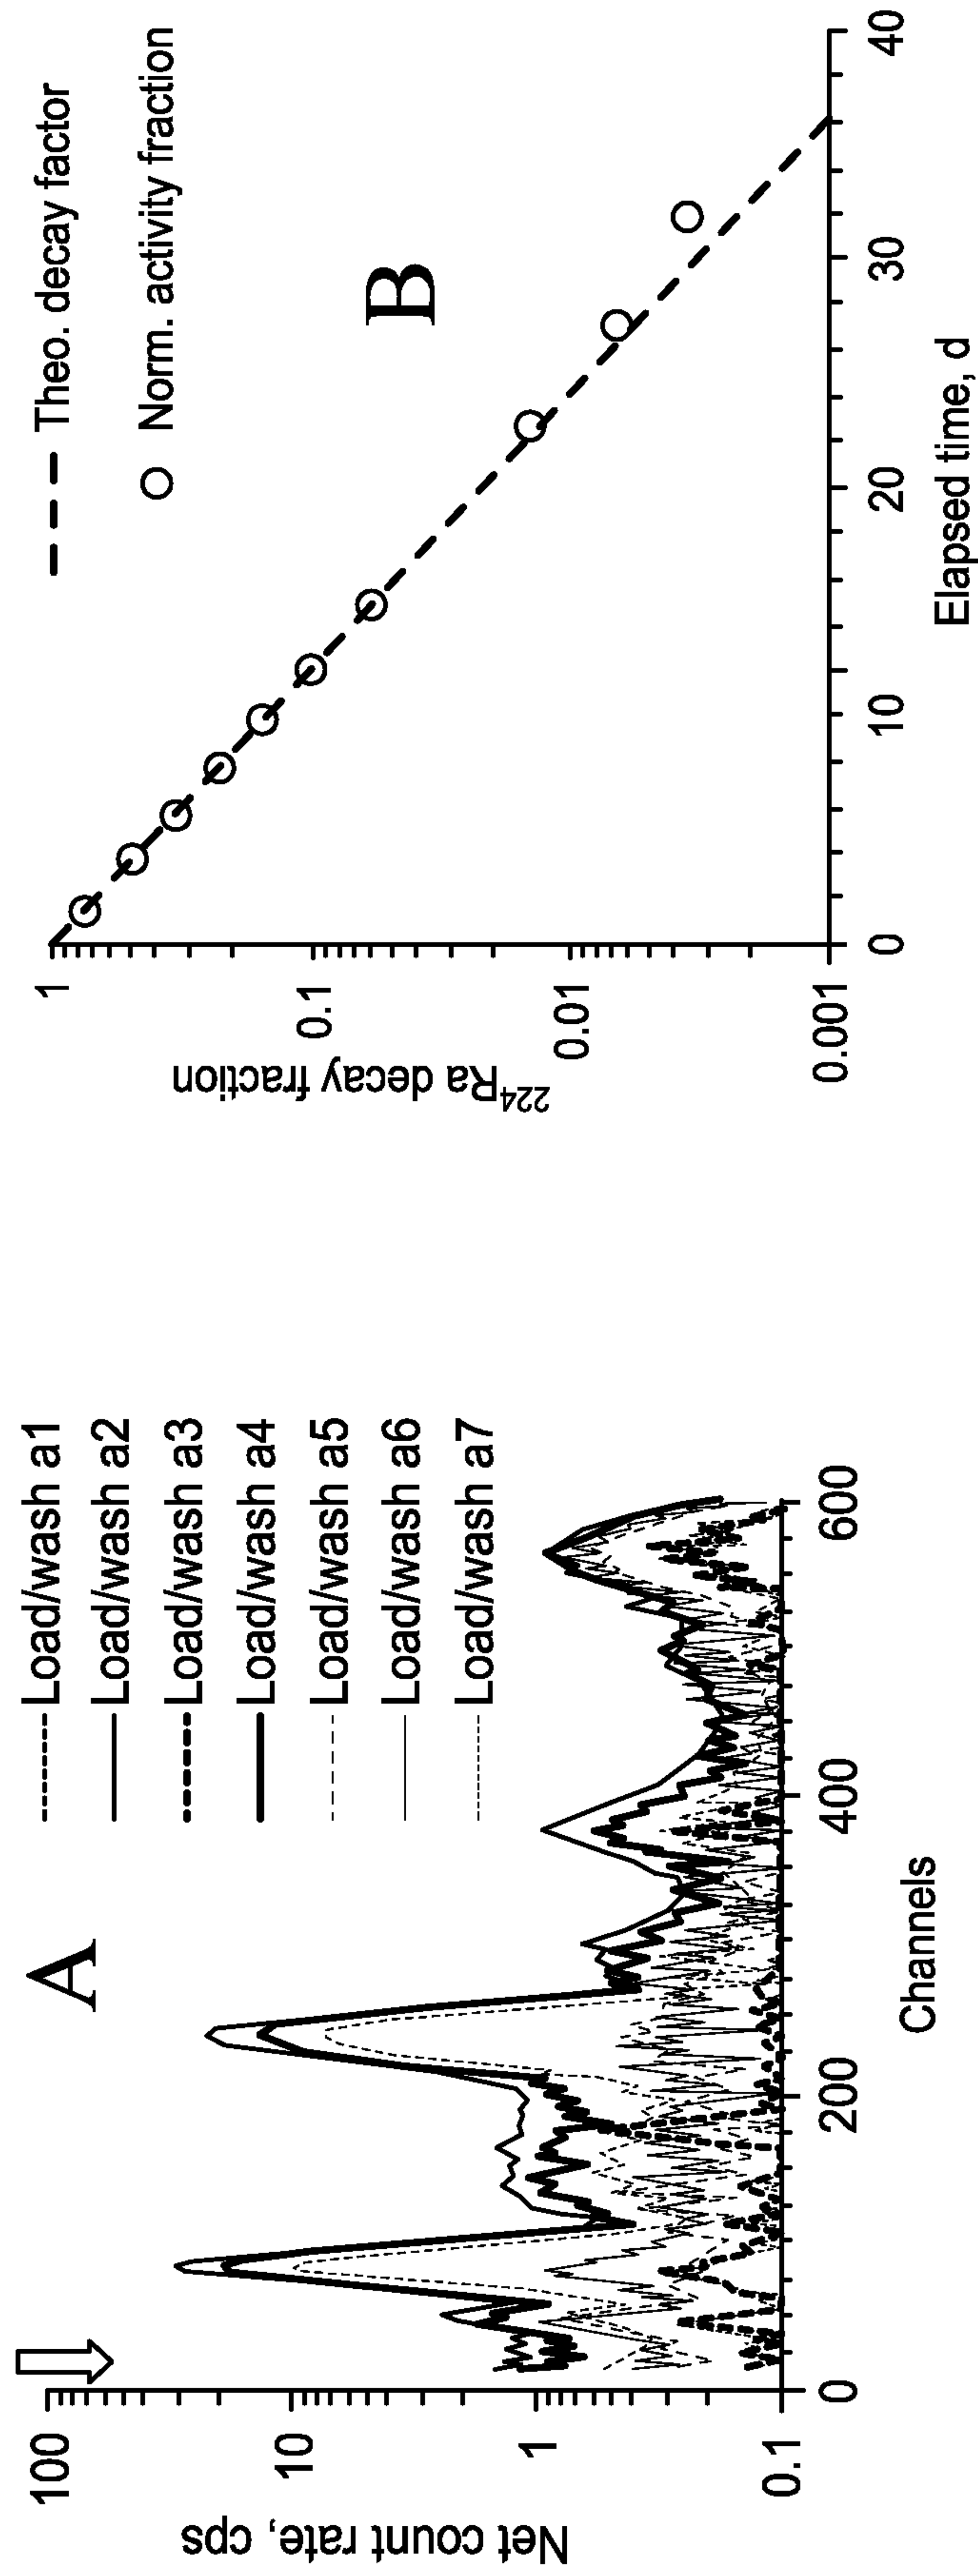 A
Load/wash a1
Load/wash a2
Load/wash a3
Load/wash a4
Load/wash a5
Load/wash a6
Load/wash a7
100
10
1
0.1
Net count rate, cps
0
200
400
600
Channels
B
Theo. decay factor
Norm. activity fraction
1
0.1
0.01
0.001
²²⁴Ra decay fraction
0
10
20
30
40
Elapsed time, d